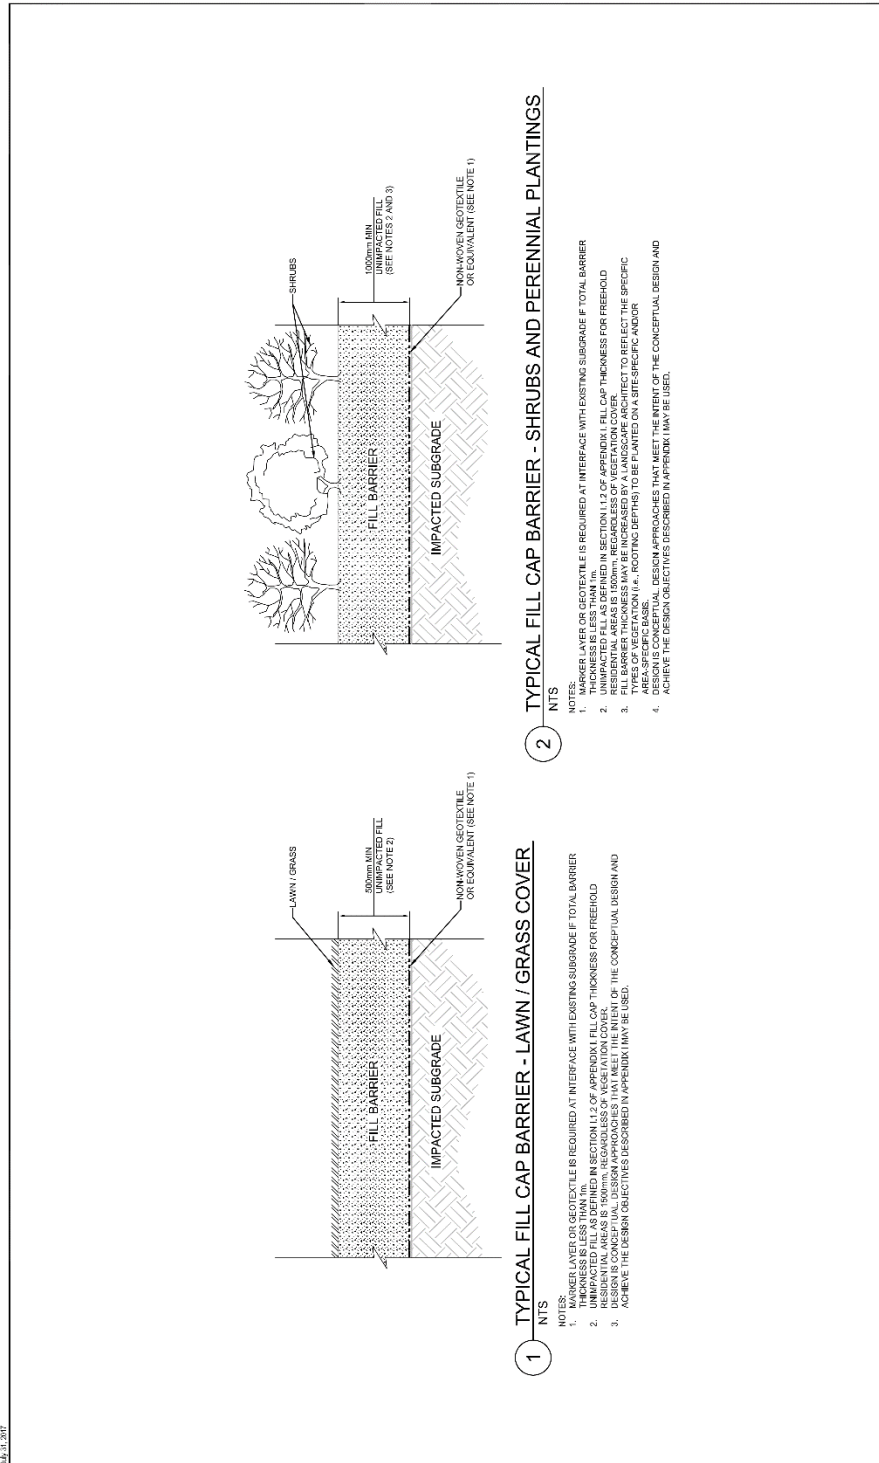 LAWN / GRASS
500mm MIN
UNIMPACTED FILL
(SEE NOTE 2)
NON-WOVEN GEOTEXTILE
OR EQUIVALENT (SEE NOTE 1)
FILL BARRIER
IMPACTED SUBGRADE
1
TYPICAL FILL CAP BARRIER - LAWN / GRASS COVER
NTS
NOTES:
1. MARKER LAYER OR GEOTEXTILE IS REQUIRED AT INTERFACE WITH EXISTING SUBGRADE IF TOTAL BARRIER
THICKNESS IS LESS THAN 1m.
2. UNIMPACTED FILL AS DEFINED IN SECTION I.1.2 OF APPENDIX I. FILL CAP THICKNESS FOR FREEHOLD
RESIDENTIAL AREAS IS 1500mm, REGARDLESS OF VEGETATION COVER.
3. DESIGN IS CONCEPTUAL. DESIGN APPROACHES THAT MEET THE INTENT OF THE CONCEPTUAL DESIGN AND
ACHIEVE THE DESIGN OBJECTIVES DESCRIBED IN APPENDIX I MAY BE USED.
SHRUBS
1000mm MIN
UNIMPACTED FILL
(SEE NOTES 2 AND 3)
NON-WOVEN GEOTEXTILE
OR EQUIVALENT (SEE NOTE 1)
FILL BARRIER
IMPACTED SUBGRADE
2
TYPICAL FILL CAP BARRIER - SHRUBS AND PERENNIAL PLANTINGS
NTS
NOTES:
1. MARKER LAYER OR GEOTEXTILE IS REQUIRED AT INTERFACE WITH EXISTING SUBGRADE IF TOTAL BARRIER
THICKNESS IS LESS THAN 1m.
2. UNIMPACTED FILL AS DEFINED IN SECTION I.1.2 OF APPENDIX I. FILL CAP THICKNESS FOR FREEHOLD
RESIDENTIAL AREAS IS 1500mm, REGARDLESS OF VEGETATION COVER.
3. FILL BARRIER THICKNESS MAY BE INCREASED BY A LANDSCAPE ARCHITECT TO REFLECT THE SPECIFIC
TYPES OF VEGETATION (i.e., ROOTING DEPTHS) TO BE PLANTED ON A SITE-SPECIFIC AND/OR
AREA-SPECIFIC BASIS.
4. DESIGN IS CONCEPTUAL. DESIGN APPROACHES THAT MEET THE INTENT OF THE CONCEPTUAL DESIGN AND
ACHIEVE THE DESIGN OBJECTIVES DESCRIBED IN APPENDIX I MAY BE USED.
31, 2017